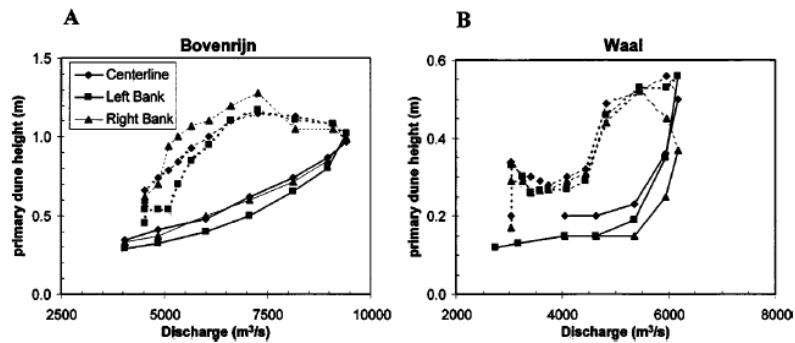 A
Bovenrijn
primary dune height (m)
1.5
1.0
0.5
0.0
Centerline
Left Bank
Right Bank
2500 5000 7500 10000
Discharge (m³/s)
B
Waal
primary dune height (m)
0.6
0.4
0.2
0.0
2000 4000 6000 8000
Discharge (m³/s)